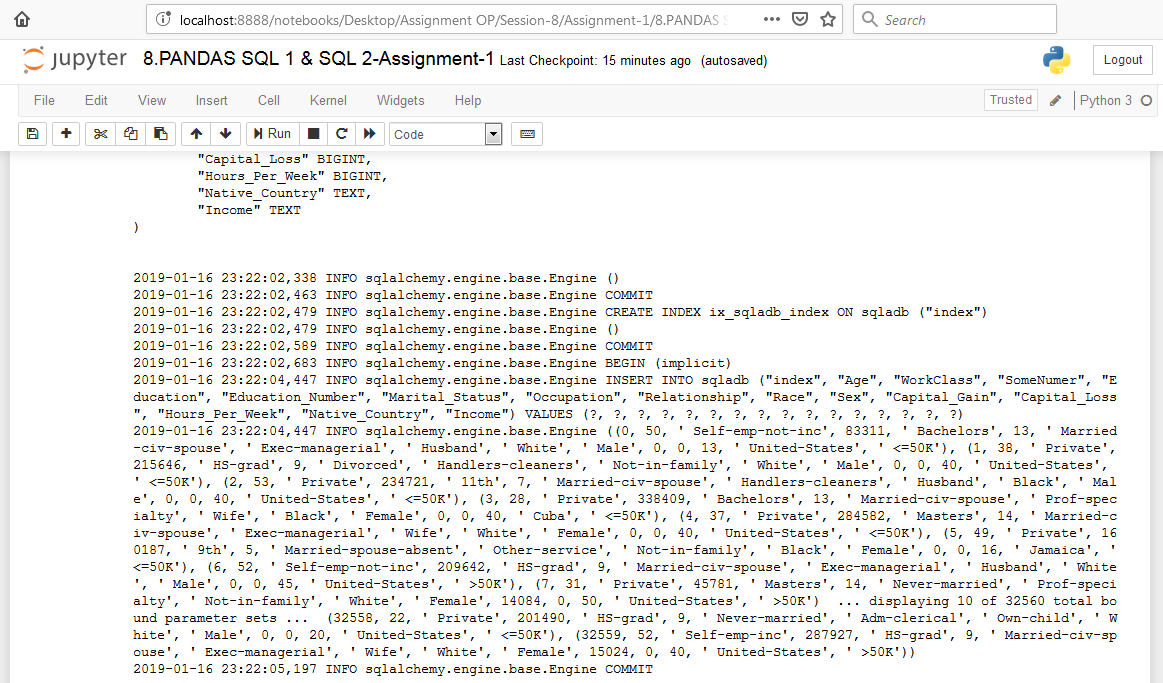 localhost:8888/notebooks/Desktop/Assignment OP/Session-8/Assignment-1/8.PANDAS S
Search
jupyter 8.PANDAS SQL 1 & SQL 2-Assignment-1 Last Checkpoint: 15 minutes ago (autosaved)
Logout
File Edit View Insert Cell Kernel Widgets Help Trusted Python 3
Run Code
"Capital_Loss" BIGINT,
"Hours_Per_Week" BIGINT,
"Native_Country" TEXT,
"Income" TEXT
)
2019-01-16 23:22:02,338 INFO sqlalchemy.engine.base.Engine ()
2019-01-16 23:22:02,463 INFO sqlalchemy.engine.base.Engine COMMIT
2019-01-16 23:22:02,479 INFO sqlalchemy.engine.base.Engine CREATE INDEX ix_sqladb_index ON sqladb ("index")
2019-01-16 23:22:02,479 INFO sqlalchemy.engine.base.Engine ()
2019-01-16 23:22:02,589 INFO sqlalchemy.engine.base.Engine COMMIT
2019-01-16 23:22:02,683 INFO sqlalchemy.engine.base.Engine BEGIN (implicit)
2019-01-16 23:22:04,447 INFO sqlalchemy.engine.base.Engine INSERT INTO sqladb ("index", "Age", "WorkClass", "SomeNumer", "E
ducation", "Education_Number", "Marital_Status", "Occupation", "Relationship", "Race", "Sex", "Capital_Gain", "Capital_Loss
", "Hours_Per_Week", "Native_Country", "Income") VALUES (?, ?, ?, ?, ?, ?, ?, ?, ?, ?, ?, ?, ?, ?, ?, ?)
2019-01-16 23:22:04,447 INFO sqlalchemy.engine.base.Engine ((0, 50, ' Self-emp-not-inc', 83311, ' Bachelors', 13, ' Married
-civ-spouse', ' Exec-managerial', ' Husband', ' White', ' Male', 0, 0, 13, ' United-States', ' <=50K'), (1, 38, ' Private',
215646, ' HS-grad', 9, ' Divorced', ' Handlers-cleaners', ' Not-in-family', ' White', ' Male', 0, 0, 40, ' United-States',
' <=50K'), (2, 53, ' Private', 234721, ' 11th', 7, ' Married-civ-spouse', ' Handlers-cleaners', ' Husband', ' Black', ' Mal
e', 0, 0, 40, ' United-States', ' <=50K'), (3, 28, ' Private', 338409, ' Bachelors', 13, ' Married-civ-spouse', ' Prof-spec
ialty', ' Wife', ' Black', ' Female', 0, 0, 40, ' Cuba', ' <=50K'), (4, 37, ' Private', 284582, ' Masters', 14, ' Married-c
iv-spouse', ' Exec-managerial', ' Wife', ' White', ' Female', 0, 0, 40, ' United-States', ' <=50K'), (5, 49, ' Private', 16
0187, ' 9th', 5, ' Married-spouse-absent', ' Other-service', ' Not-in-family', ' Black', ' Female', 0, 0, 16, ' Jamaica', '
<=50K'), (6, 52, ' Self-emp-not-inc', 209642, ' HS-grad', 9, ' Married-civ-spouse', ' Exec-managerial', ' Husband', ' White
', ' Male', 0, 0, 45, ' United-States', ' >50K'), (7, 31, ' Private', 45781, ' Masters', 14, ' Never-married', ' Prof-speci
alty', ' Not-in-family', ' White', ' Female', 14084, 0, 50, ' United-States', ' >50K')  ... displaying 10 of 32560 total bo
und parameter sets ...  (32558, 22, ' Private', 201490, ' HS-grad', 9, ' Never-married', ' Adm-clerical', ' Own-child', ' W
hite', ' Male', 0, 0, 20, ' United-States', ' <=50K'), (32559, 52, ' Self-emp-inc', 287927, ' HS-grad', 9, ' Married-civ-sp
ouse', ' Exec-managerial', ' Wife', ' White', ' Female', 15024, 0, 40, ' United-States', ' >50K'))
2019-01-16 23:22:05,197 INFO sqlalchemy.engine.base.Engine COMMIT